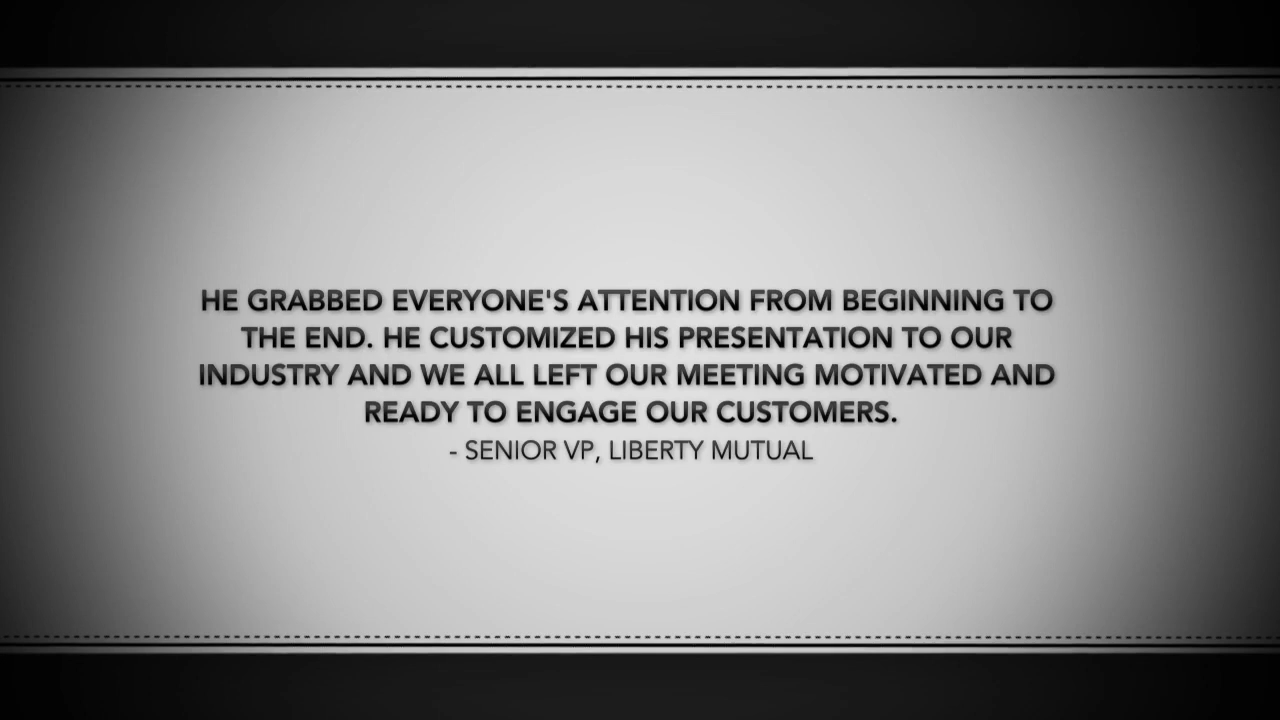 HE GRABBED EVERYONE'S ATTENTION FROM BEGINNING TO
THE END. HE CUSTOMIZED HIS PRESENTATION TO OUR
INDUSTRY AND WE ALL LEFT OUR MEETING MOTIVATED AND
READY TO ENGAGE OUR CUSTOMERS.
- SENIOR VP, LIBERTY MUTUAL